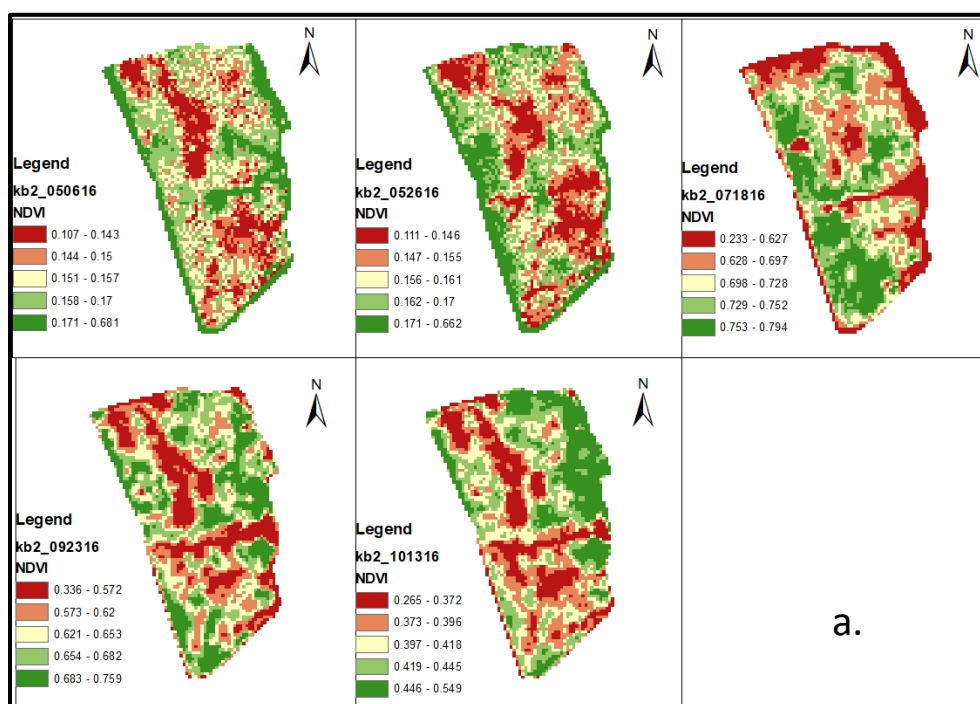 N
Legend
kb2_050616
NDVI
0.107 - 0.143
0.144 - 0.15
0.151 - 0.157
0.158 - 0.17
0.171 - 0.681
N
Legend
kb2_052616
NDVI
0.111 - 0.146
0.147 - 0.155
0.156 - 0.161
0.162 - 0.17
0.171 - 0.662
N
Legend
kb2_071816
NDVI
0.233 - 0.627
0.628 - 0.697
0.698 - 0.728
0.729 - 0.752
0.753 - 0.794
N
Legend
kb2_092316
NDVI
0.336 - 0.572
0.573 - 0.62
0.621 - 0.653
0.654 - 0.682
0.683 - 0.759
N
Legend
kb2_101316
NDVI
0.265 - 0.372
0.373 - 0.396
0.397 - 0.418
0.419 - 0.445
0.446 - 0.549
a.